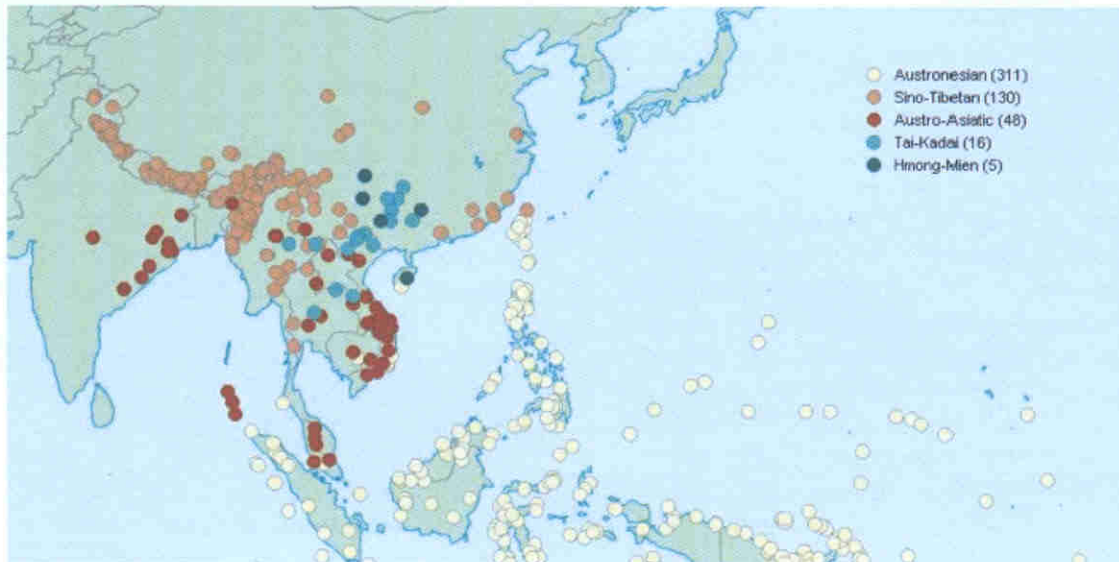 Austronesian (311)
Sino-Tibetan (130)
Austro-Asiatic (48)
Tai-Kadai (16)
Hmong-Mien (5)